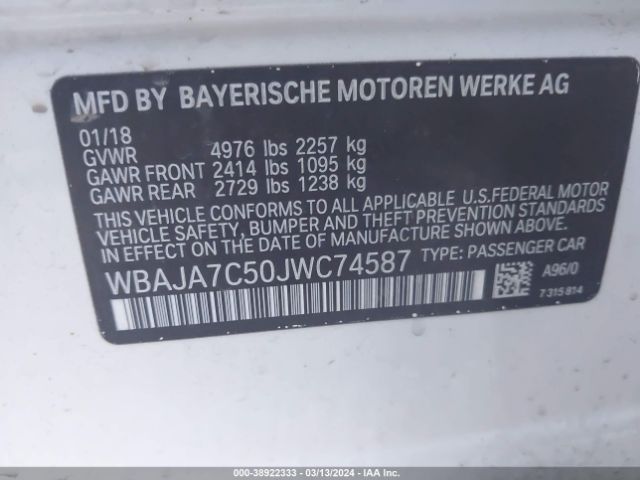 MFD BY BAYERISCHE MOTOREN WERKE AG
01/18
GVWR 4976 lbs 2257 kg
GAWR FRONT 2414 lbs 1095 kg
GAWR REAR 2729 lbs 1238 kg
THIS VEHICLE CONFORMS TO ALL APPLICABLE U.S.FEDERAL MOTOR
VEHICLE SAFETY, BUMPER AND THEFT PREVENTION STANDARDS
IN EFFECT ON THE DATE OF MANUFACTURE SHOWN ABOVE.
WBAJA7C50JWC74587 TYPE: PASSENGER CAR
A96/0
7315814
000-38922333 - 03/13/2024 - IAA Inc.